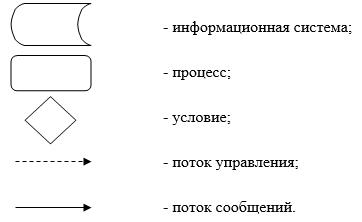 - информационная система;
- процесс;
- условие;
- поток управления;
- поток сообщений.